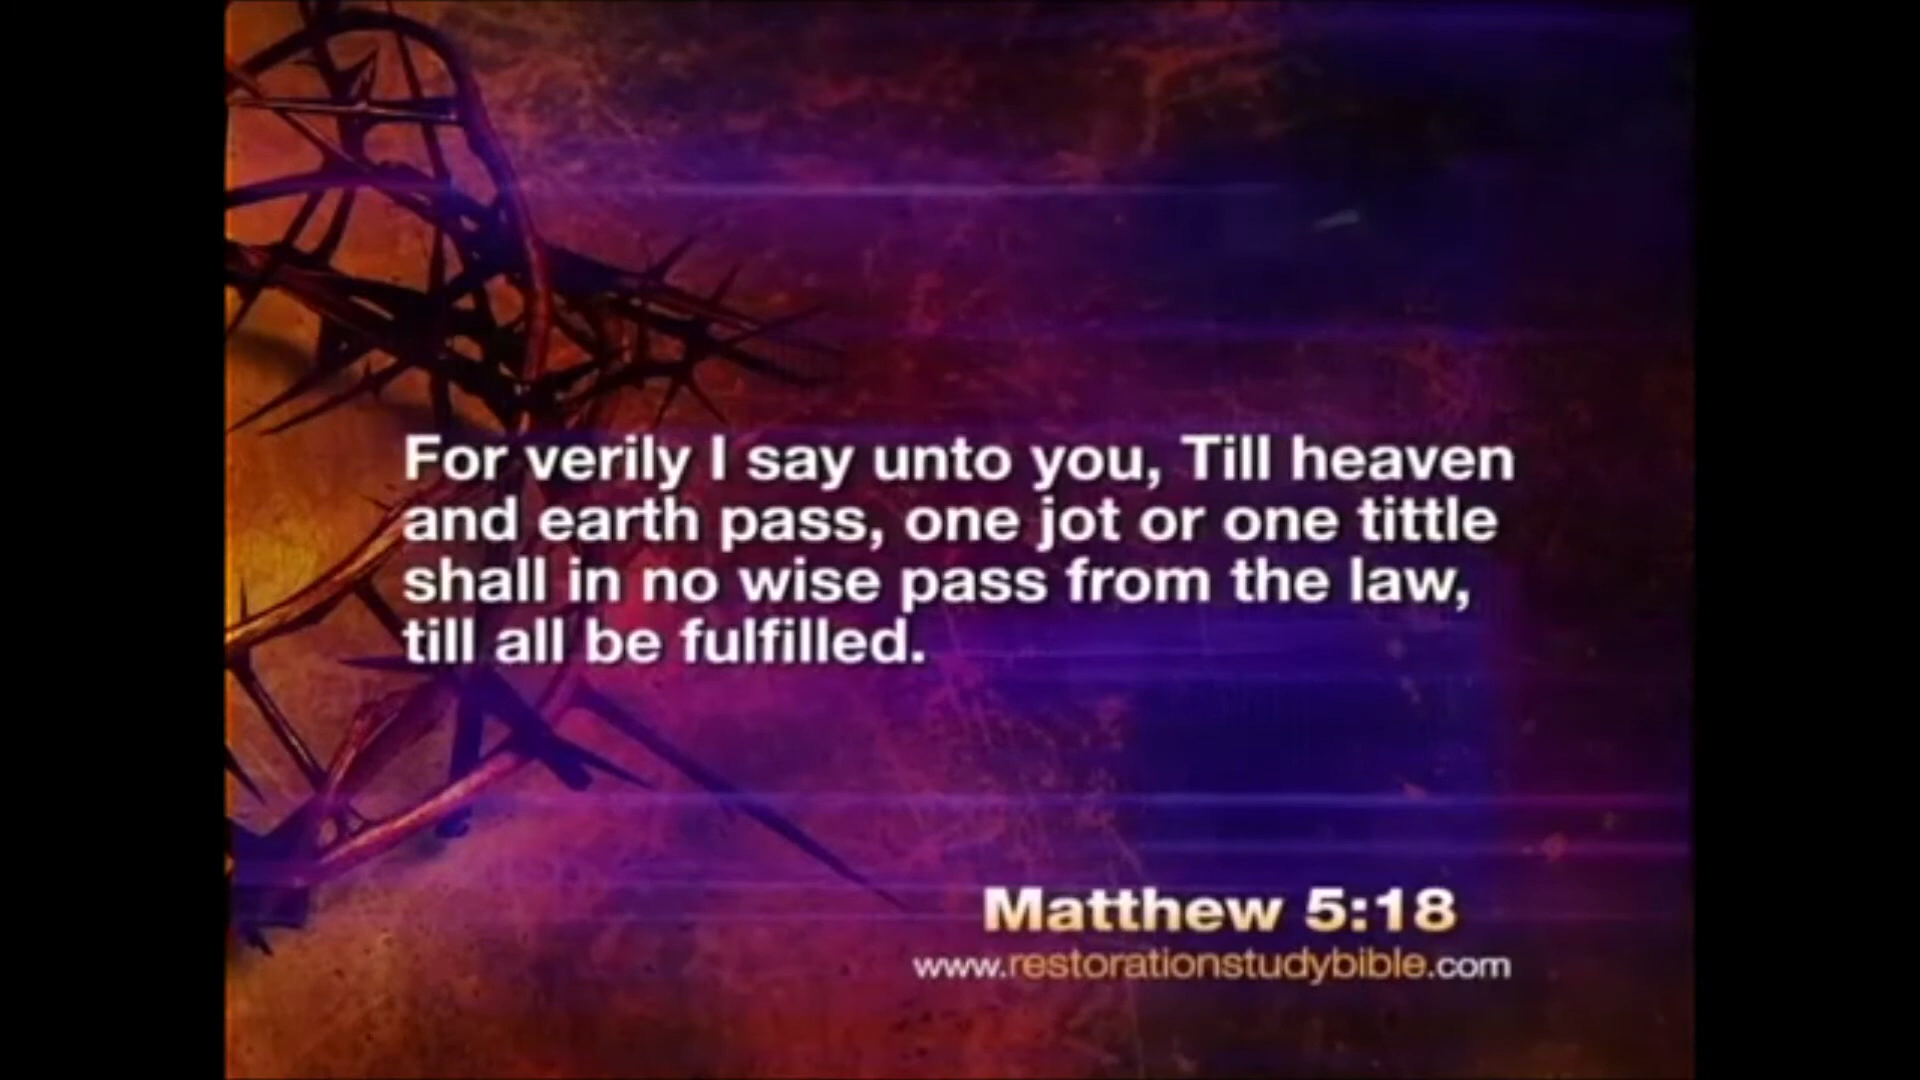 For verily I say unto you, Till heaven
and earth pass, one jot or one tittle
shall in no wise pass from the law,
till all be fulfilled.
Matthew 5:18
www.restorationstudybible.com